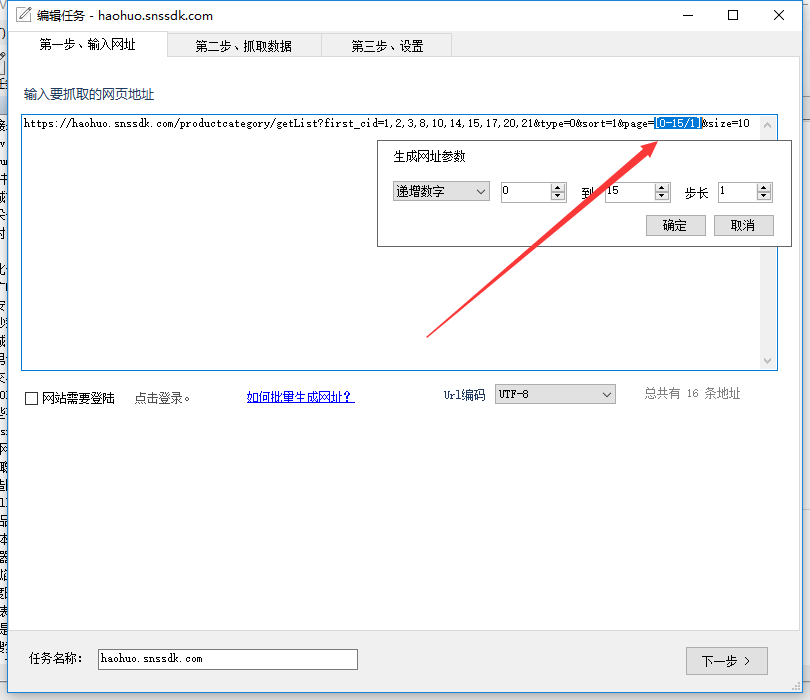 编辑任务 - haohuo.snssdk.com
第一步、输入网址
第二步、抓取数据
第三步、设置
输入要抓取的网页地址
https://haohuo.snssdk.com/productcategory/getList?first_cid=1,2,3,8,10,14,15,17,20,21&type=0&sort=1&page=[0-15/1]&size=10
生成网址参数
递增数字 0 到 15 步长 1
确定 取消
网站需要登陆 点击登录。 如何批量生成网址? Url编码 UTF-8 总共有 16 条地址
任务名称: haohuo.snssdk.com
下一步 >